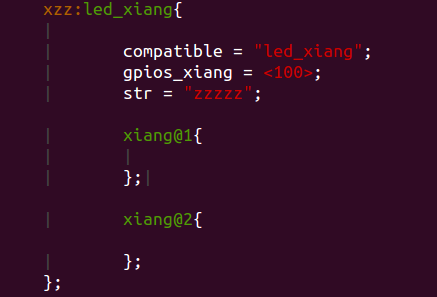 xzz:led_xiang{
compatible = "led_xiang";
gpios_xiang = <100>;
str = "zzzzz";
xiang@1{
};
xiang@2{
};
};